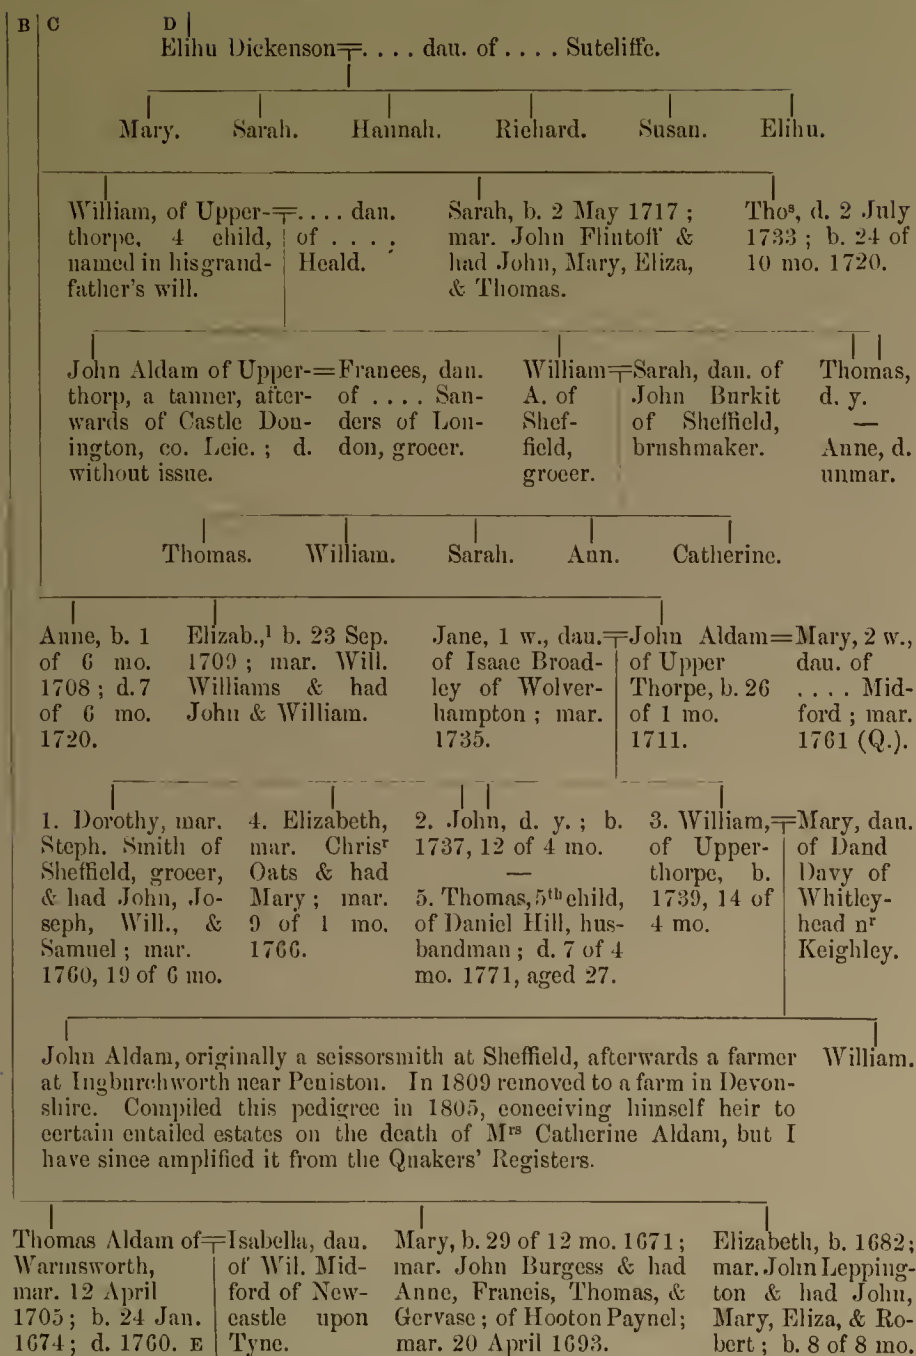 B C D
Elihu Dickenson=. . . . dau. of . . . . Sutcliffe.
Mary. Sarah. Hannah. Richard. Susan. Elihu.
William, of Upper-
thorpe, 4 child,
named in his grand-
father's will.
=. . . . dau.
of . . . .
Heald.
Sarah, b. 2 May 1717 ;
mar. John Flintoff &
had John, Mary, Eliza,
& Thomas.
Thoˢ, d. 2 July
1733 ; b. 24 of
10 mo. 1720.
John Aldam of Upper-
thorp, a tanner, after-
wards of Castle Don-
ington, co. Leic. ; d.
without issue.
=Frances, dau.
of . . . . San-
ders of Lon-
don, grocer.
William
A. of
Shef-
field,
grocer.
=Sarah, dau. of
John Burkit
of Sheffield,
brushmaker.
Thomas,
d. y.
—
Anne, d.
unmar.
Thomas. William. Sarah. Ann. Catherine.
Anne, b. 1
of 6 mo.
1708 ; d. 7
of 6 mo.
1720.
Elizab.,¹ b. 23 Sep.
1709 ; mar. Will.
Williams & had
John & William.
Jane, 1 w., dau.
of Isaac Broad-
ley of Wolver-
hampton ; mar.
1735.
=John Aldam=
of Upper
Thorpe, b. 26
of 1 mo.
1711.
Mary, 2 w.,
dau. of
. . . . Mid-
ford ; mar.
1761 (Q.).
1. Dorothy, mar.
Steph. Smith of
Sheffield, grocer,
& had John, Jo-
seph, Will., &
Samuel ; mar.
1760, 19 of 6 mo.
4. Elizabeth,
mar. Chrisʳ
Oats & had
Mary ; mar.
9 of 1 mo.
1766.
2. John, d. y. ; b.
1737, 12 of 4 mo.
—
5. Thomas, 5ᵗʰ child,
of Daniel Hill, hus-
bandman ; d. 7 of 4
mo. 1771, aged 27.
3. William,
of Upper-
thorpe, b.
1739, 14 of
4 mo.
=Mary, dau.
of Dand
Davy of
Whitley-
head nʳ
Keighley.
John Aldam, originally a scissorsmith at Sheffield, afterwards a farmer
at Ingburchworth near Peniston. In 1809 removed to a farm in Devon-
shire. Compiled this pedigree in 1805, conceiving himself heir to
certain entailed estates on the death of Mʳˢ Catherine Aldam, but I
have since amplified it from the Quakers' Registers.
William.
Thomas Aldam of
Warmsworth,
mar. 12 April
1705 ; b. 24 Jan.
1674 ; d. 1760. E
=Isabella, dau.
of Wil. Mid-
ford of New-
castle upon
Tyne.
Mary, b. 29 of 12 mo. 1671 ;
mar. John Burgess & had
Anne, Francis, Thomas, &
Gervase ; of Hooton Paynel ;
mar. 20 April 1693.
Elizabeth, b. 1682 ;
mar. John Lepping-
ton & had John,
Mary, Eliza, & Ro-
bert ; b. 8 of 8 mo.